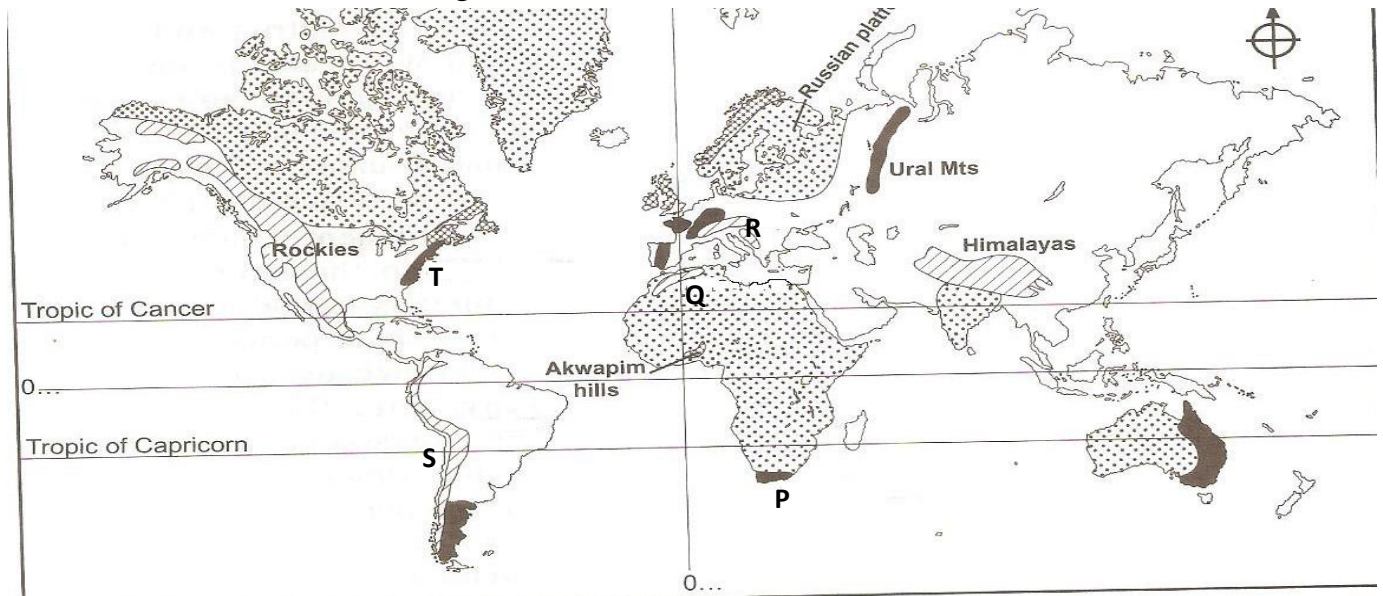 Russian platf
Ural Mts
R
Himalayas
Rockies
T
Q
Tropic of Cancer
Akwapim
hills
0....
Tropic of Capricorn
S
P
0...